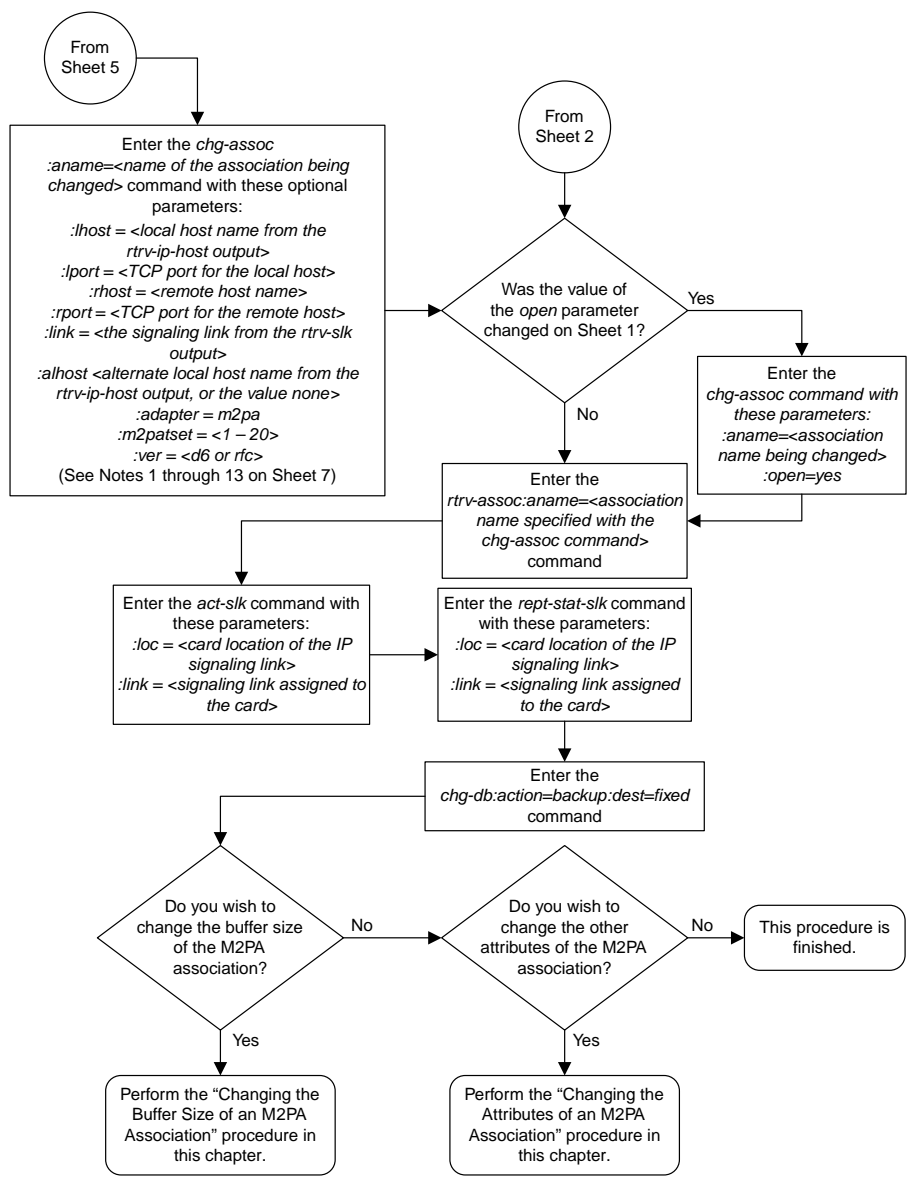 From
Sheet 5
Enter the chg-assoc
:aname=<name of the association being
changed> command with these optional
parameters:
:lhost = <local host name from the
rtrv-ip-host output>
:lport = <TCP port for the local host>
:rhost = <remote host name>
:rport = <TCP port for the remote host>
:link = <the signaling link from the rtrv-slk
output>
:alhost <alternate local host name from the
rtrv-ip-host output, or the value none>
:adapter = m2pa
:m2patset = <1 – 20>
:ver = <d6 or rfc>
(See Notes 1 through 13 on Sheet 7)
From
Sheet 2
Was the value of
the open parameter
changed on Sheet 1?
Yes
No
Enter the
chg-assoc command with
these parameters:
:aname=<association
name being changed>
:open=yes
Enter the
rtrv-assoc:aname=<association
name specified with the
chg-assoc command>
command
Enter the act-slk command with
these parameters:
:loc = <card location of the IP
signaling link>
:link = <signaling link assigned to
the card>
Enter the rept-stat-slk command
with these parameters:
:loc = <card location of the IP
signaling link>
:link = <signaling link assigned
to the card>
Enter the
chg-db:action=backup:dest=fixed
command
Do you wish to
change the buffer size
of the M2PA
association?
No
Yes
Do you wish to
change the other
attributes of the M2PA
association?
No
Yes
This procedure is
finished.
Perform the “Changing the
Buffer Size of an M2PA
Association” procedure in
this chapter.
Perform the “Changing the
Attributes of an M2PA
Association” procedure in
this chapter.